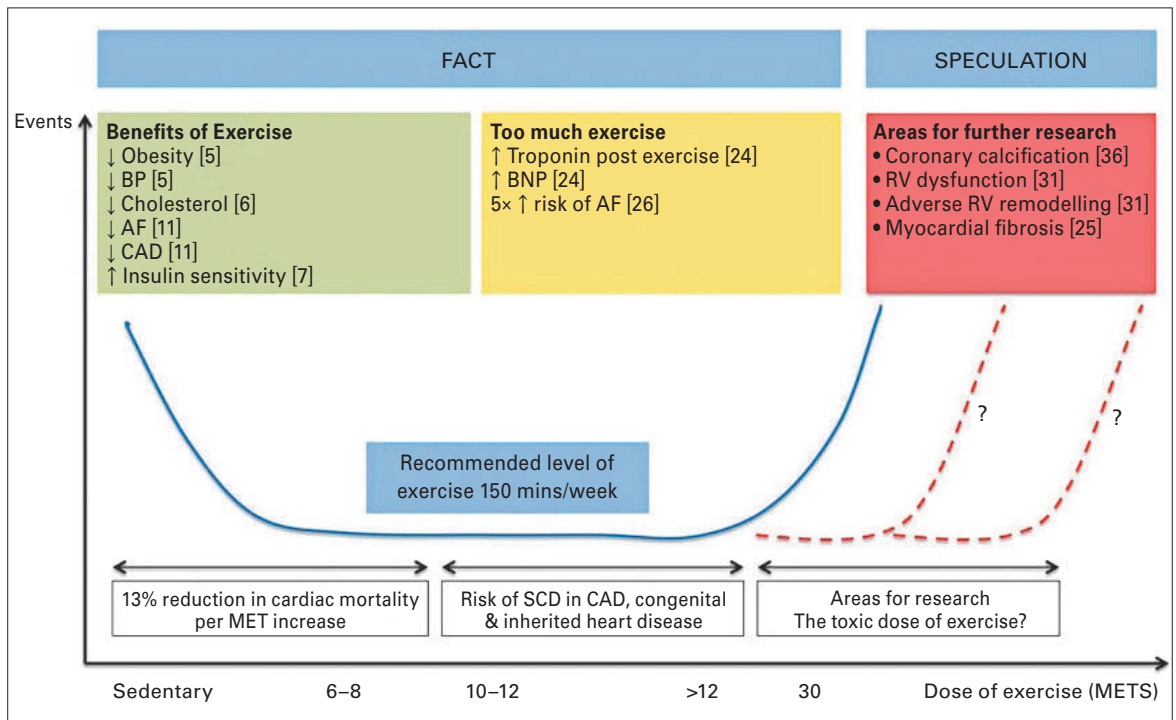 FACT
SPECULATION
Events
Benefits of Exercise
↓ Obesity [5]
↓ BP [5]
↓ Cholesterol [6]
↓ AF [11]
↓ CAD [11]
↑ Insulin sensitivity [7]
Too much exercise
↑ Troponin post exercise [24]
↑ BNP [24]
5× ↑ risk of AF [26]
Areas for further research
• Coronary calcification [36]
• RV dysfunction [31]
• Adverse RV remodelling [31]
• Myocardial fibrosis [25]
?
?
Recommended level of
exercise 150 mins/week
13% reduction in cardiac mortality
per MET increase
Risk of SCD in CAD, congenital
& inherited heart disease
Areas for research
The toxic dose of exercise?
Sedentary
6–8
10–12
>12
30
Dose of exercise (METS)